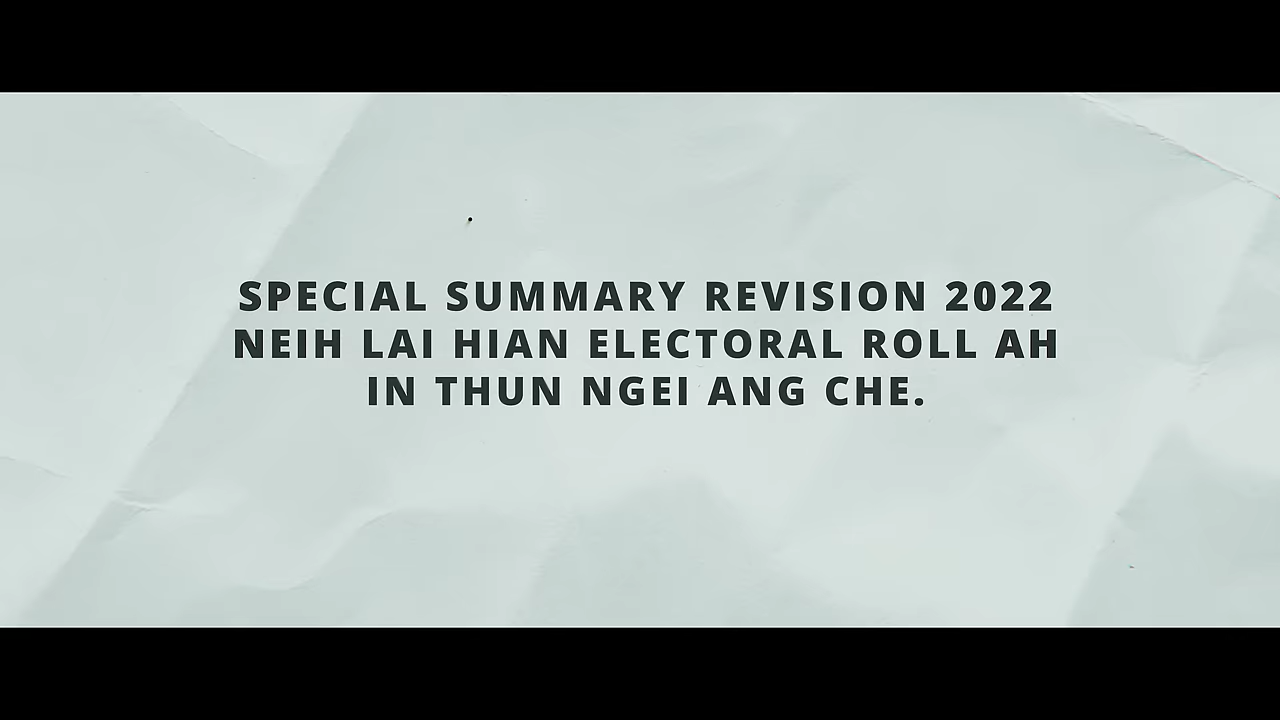 SPECIAL SUMMARY REVISION 2022
NEIH LAI HIAN ELECTORAL ROLL AH
IN THUN NGEI ANG CHE.